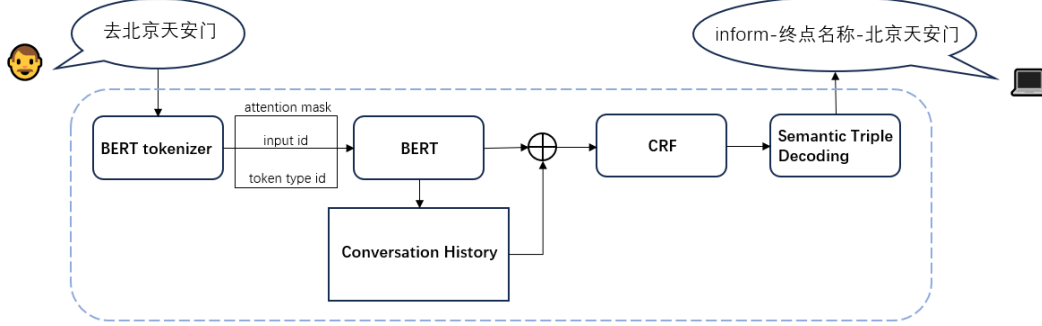 去北京天安门
inform-终点名称-北京天安门
BERT tokenizer
attention mask
input id
token type id
BERT
CRF
Semantic Triple
Decoding
Conversation History